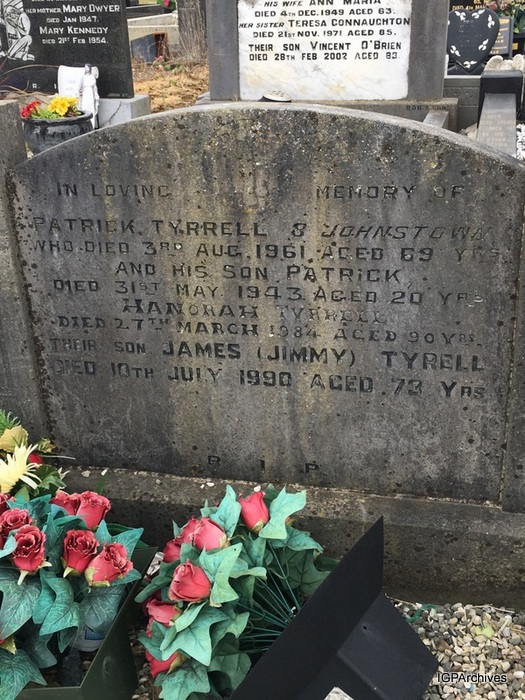 HER MOTHER MARY DWYER
DIED JAN 1947.
MARY KENNEDY
DIED 21ST FEB 1954.
HIS WIFE ANN MARIA
DIED 4TH DEC. 1949 AGED 63.
HER SISTER TERESA CONNAUGHTON
DIED 21ST NOV. 1971 AGED 85.
THEIR SON VINCENT O'BRIEN
DIED 28TH FEB 2002 AGED 83.
IN LOVING MEMORY OF
PATRICK TYRRELL 8 JOHNSTOWN
WHO DIED 3RD AUG. 1961. AGED 69 YRS
AND HIS SON PATRICK,
DIED 31ST MAY 1943 AGED 20 YRS
HANORAH TYRRELL
DIED 27TH MARCH 1984 AGED 90 YRS.
THEIR SON JAMES (JIMMY) TYRELL
DIED 10TH JULY 1990 AGED 73 YRS
R I P
IGPArchives